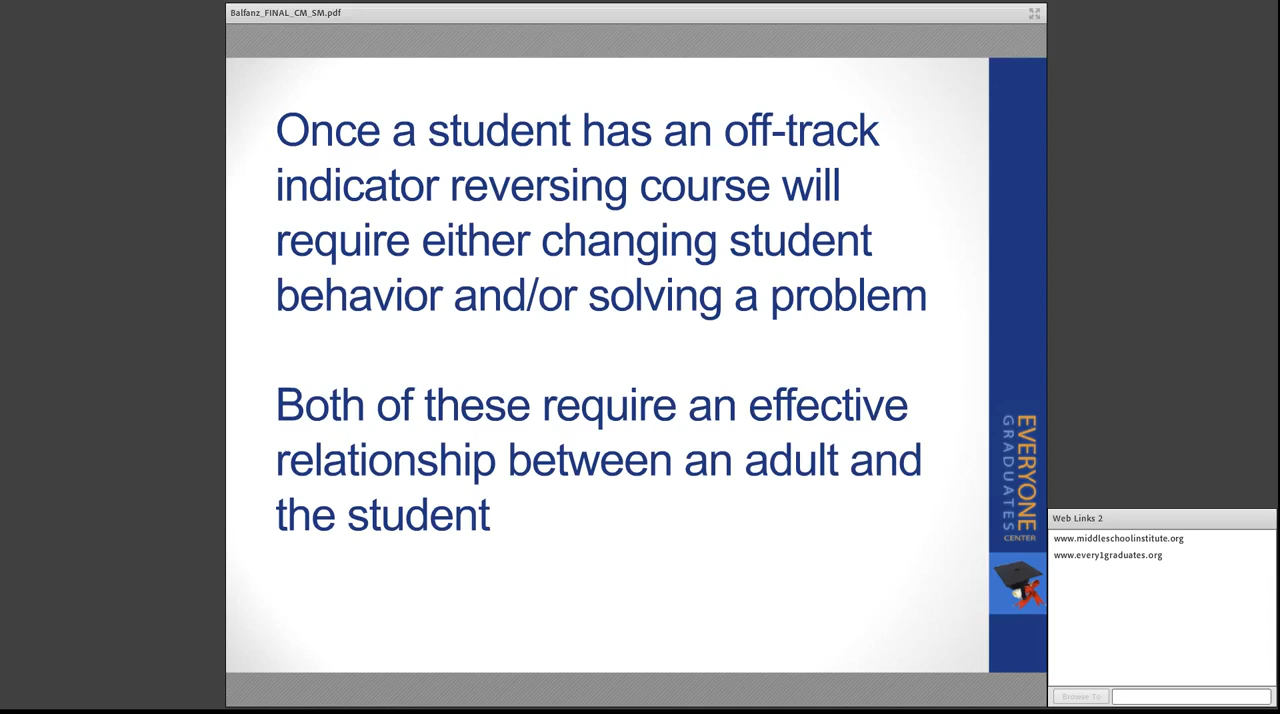 Balfanz_FINAL_CM_SM.pdf
Once a student has an off-track
indicator reversing course will
require either changing student
behavior and/or solving a problem
Both of these require an effective
relationship between an adult and
the student
EVERYONE
GRADUATES
CENTER
Web Links 2
www.middleschoolinstitute.org
www.every1graduates.org
Browse To